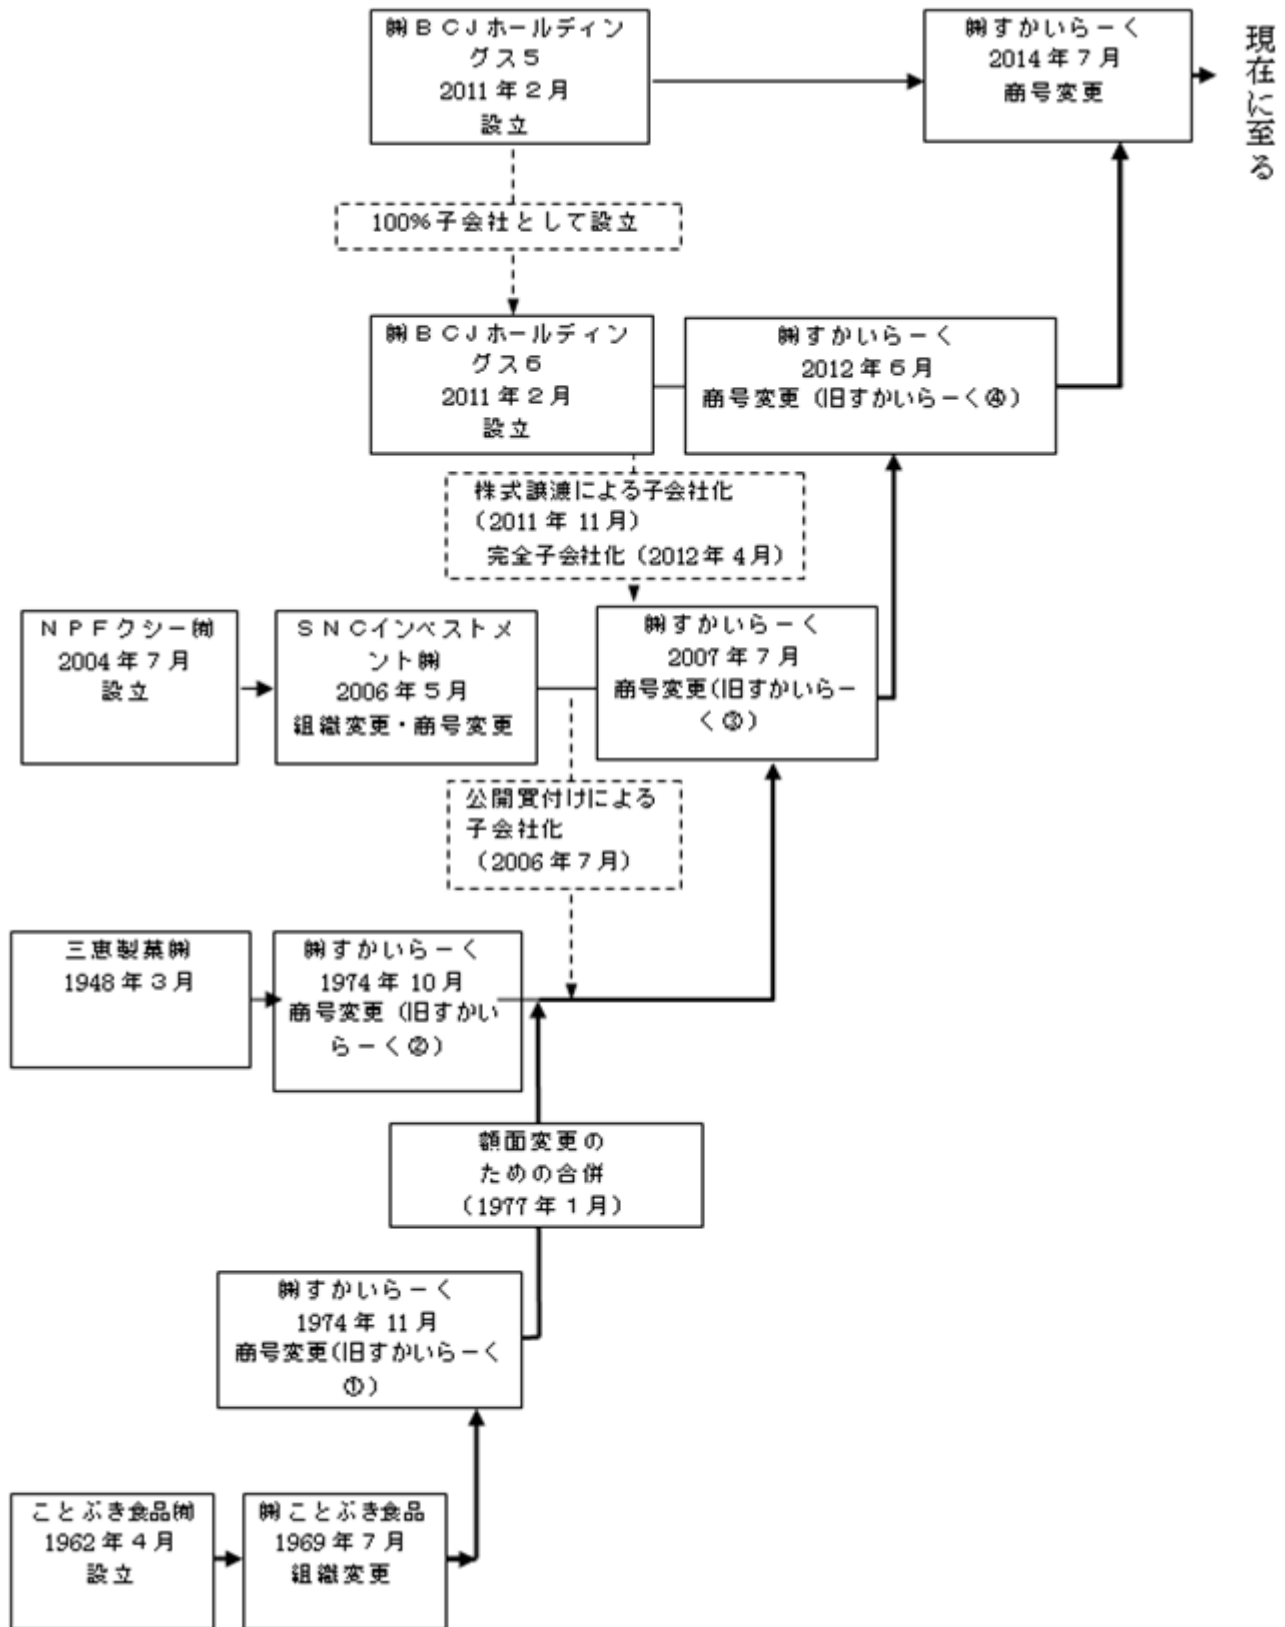 ㈱ＢＣＪホールディン
グス５
2011年２月
設立
㈱すかいらーく
2014年７月
商号変更
現在に至る
100%子会社として設立
㈱ＢＣＪホールディン
グス６
2011年２月
設立
㈱すかいらーく
2012年６月
商号変更（旧すかいらーく④）
株式譲渡による子会社化
（2011年11月）
完全子会社化（2012年４月）
ＮＰＦクシー㈲
2004年７月
設立
ＳＮＣインベストメ
ント㈱
2006年５月
組織変更・商号変更
㈱すかいらーく
2007年７月
商号変更（旧すかいらー
く③）
公開買付けによる
子会社化
（2006年７月）
三恵製菓㈱
1948年３月
㈱すかいらーく
1974年10月
商号変更（旧すかい
らーく②）
額面変更の
ための合併
（1977年１月）
㈱すかいらーく
1974年11月
商号変更（旧すかいらーく
①）
ことぶき食品㈲
1962年４月
設立
㈱ことぶき食品
1969年７月
組織変更